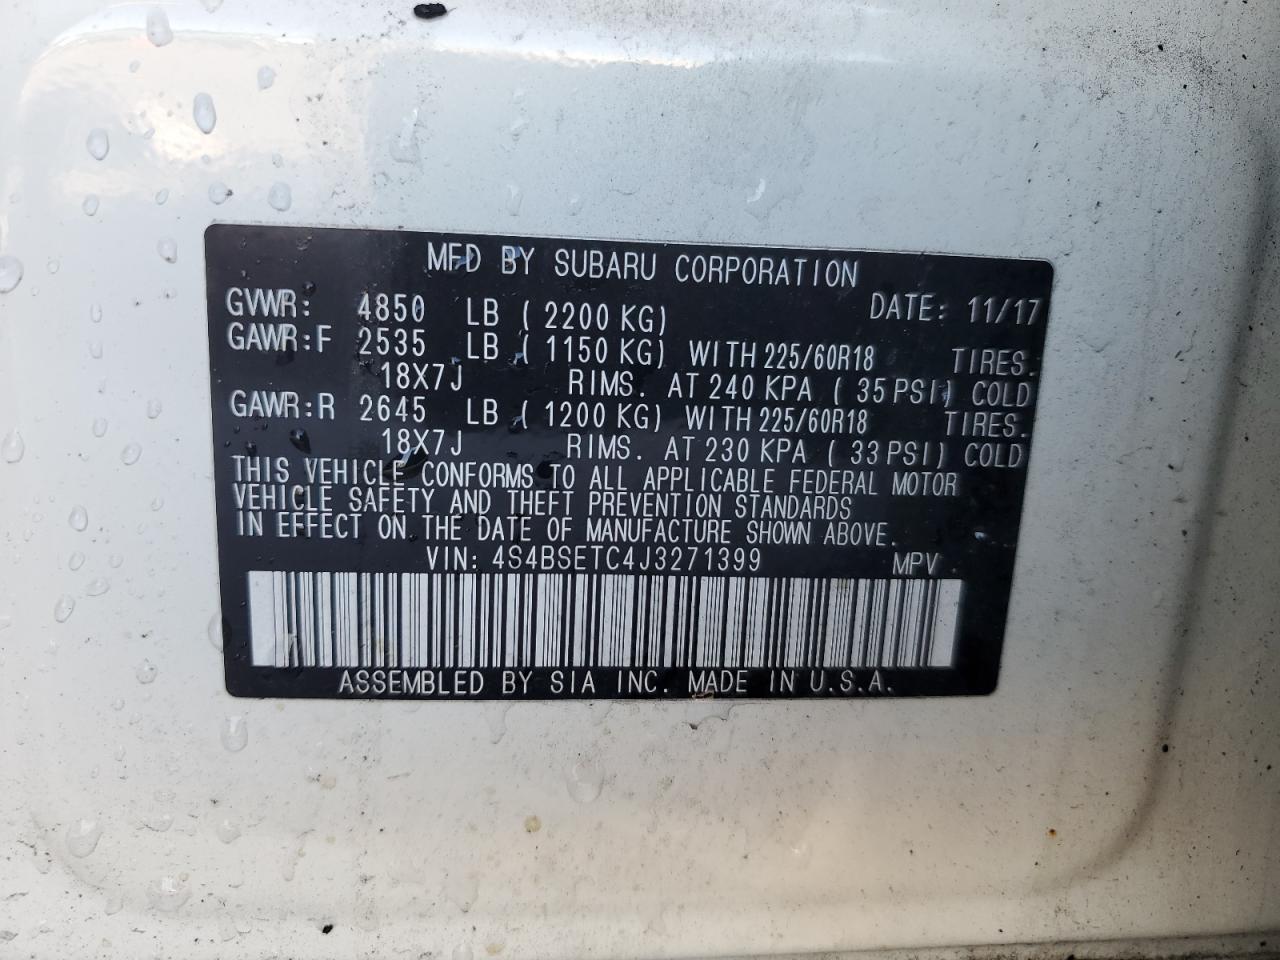 MFD BY SUBARU CORPORATION
GVWR: 4850 LB ( 2200 KG) DATE: 11/17
GAWR:F 2535 LB ( 1150 KG) WITH 225/60R18 TIRES.
18X7J RIMS. AT 240 KPA ( 35 PSI) COLD
GAWR:R 2645 LB ( 1200 KG) WITH 225/60R18 TIRES.
18X7J RIMS. AT 230 KPA ( 33 PSI) COLD
THIS VEHICLE CONFORMS TO ALL APPLICABLE FEDERAL MOTOR
VEHICLE SAFETY AND THEFT PREVENTION STANDARDS
IN EFFECT ON THE DATE OF MANUFACTURE SHOWN ABOVE.
VIN: 4S4BSETC4J3271399 MPV
ASSEMBLED BY SIA INC. MADE IN U.S.A.